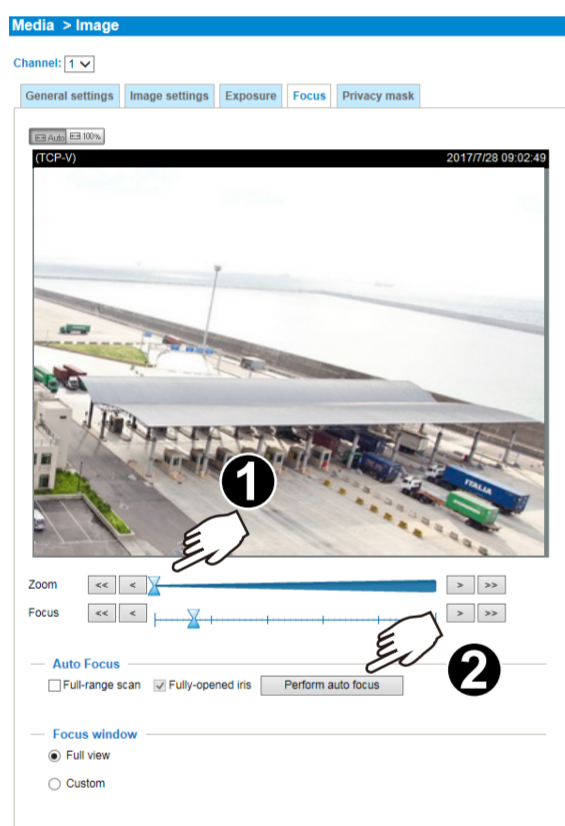 Media > Image
Channel: 1
General settings Image settings Exposure Focus Privacy mask
Auto 100%
(TCP-V) 2017/7/28 09:02:49
ITALIA
1
Zoom << < > >>
Focus << < > >>
2
Auto Focus
Full-range scan Fully-opened iris Perform auto focus
Focus window
Full view
Custom